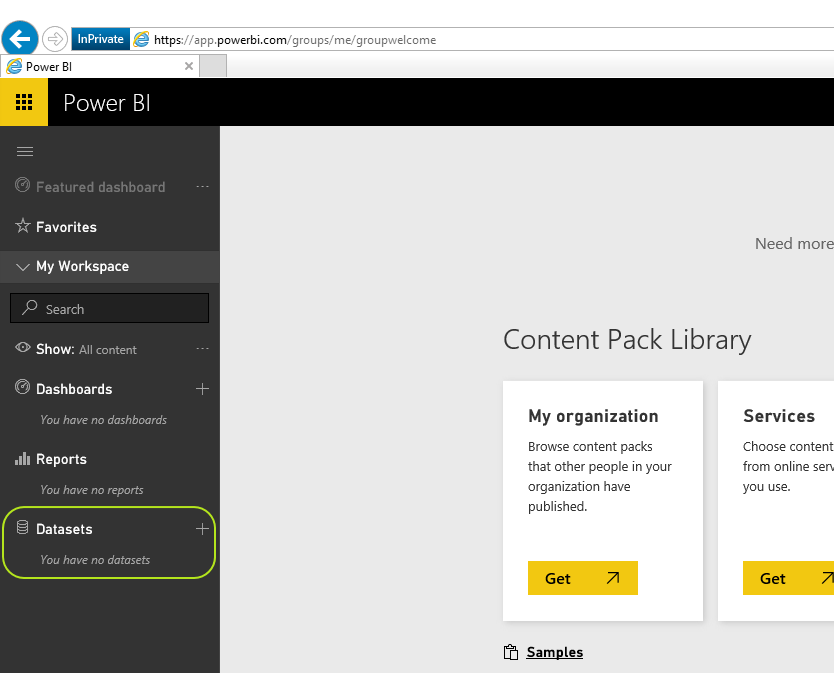 InPrivate https://app.powerbi.com/groups/me/groupwelcome
Power BI
Power BI
Featured dashboard
Favorites
My Workspace
Search
Show: All content
Dashboards
You have no dashboards
Reports
You have no reports
Datasets
You have no datasets
Need more
Content Pack Library
My organization
Browse content packs
that other people in your
organization have
published.
Get
Services
Choose content
from online serv
you use.
Get
Samples